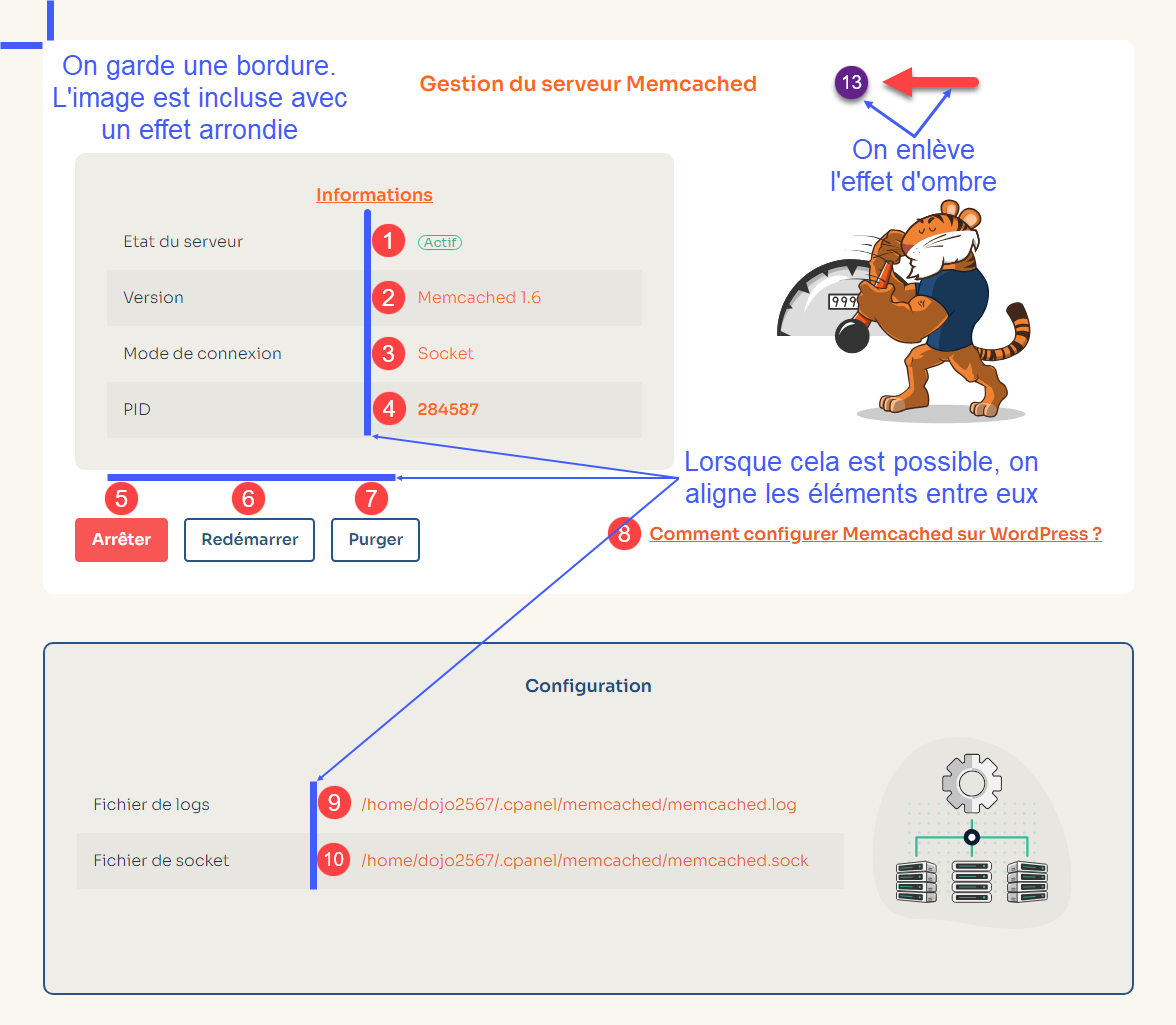 On garde une bordure.
L'image est incluse avec
un effet arrondie
Gestion du serveur Memcached
13
On enlève
l'effet d'ombre
Informations
Etat du serveur 1 Actif
Version 2 Memcached 1.6
999
Mode de connexion 3 Socket
PID 4 284587
Lorsque cela est possible, on
aligne les éléments entre eux
5 6 7
Arrêter Redémarrer Purger
8 Comment configurer Memcached sur WordPress ?
Configuration
Fichier de logs 9 /home/dojo2567/.cpanel/memcached/memcached.log
Fichier de socket 10 /home/dojo2567/.cpanel/memcached/memcached.sock